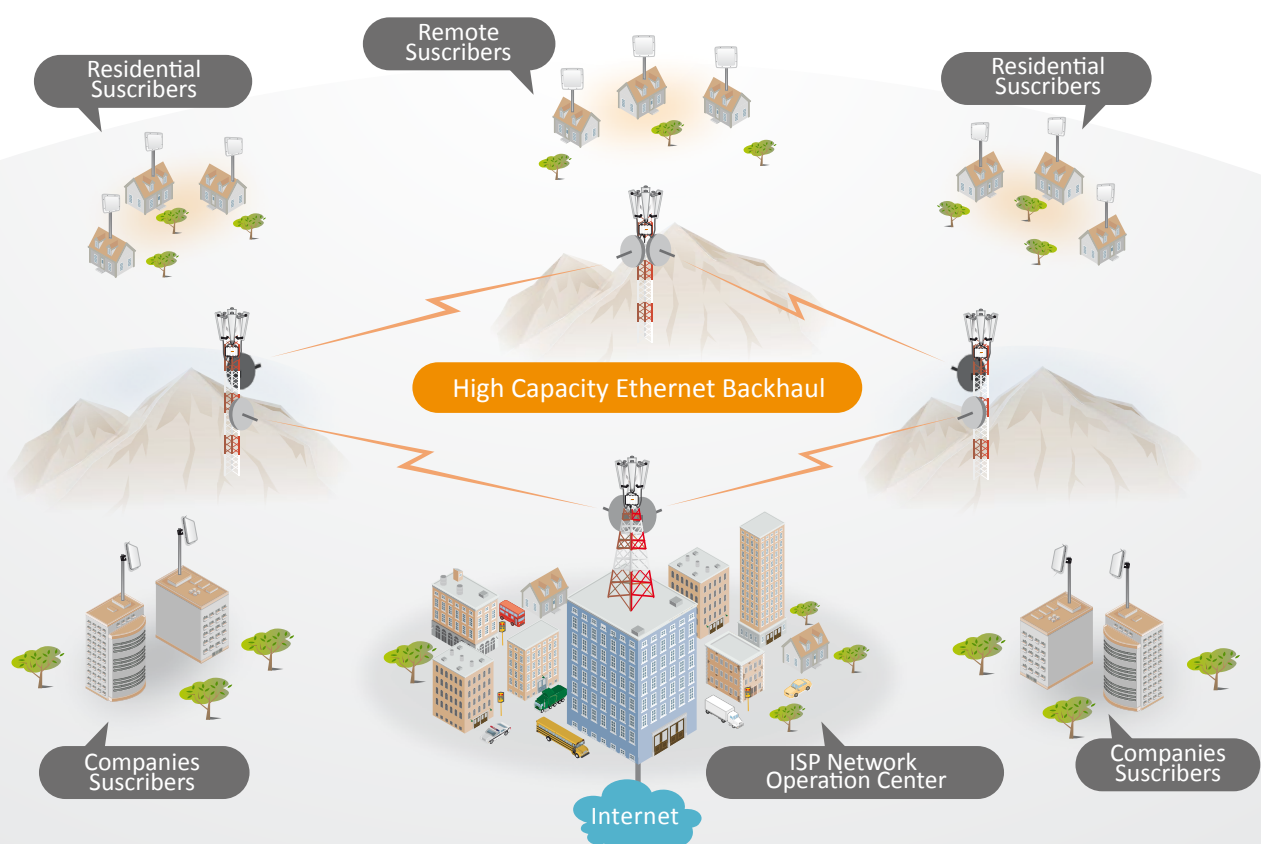 Remote
Suscribers
Residential
Suscribers
Residential
Suscribers
High Capacity Ethernet Backhaul
Companies
Suscribers
ISP Network
Operation Center
Companies
Suscribers
Internet